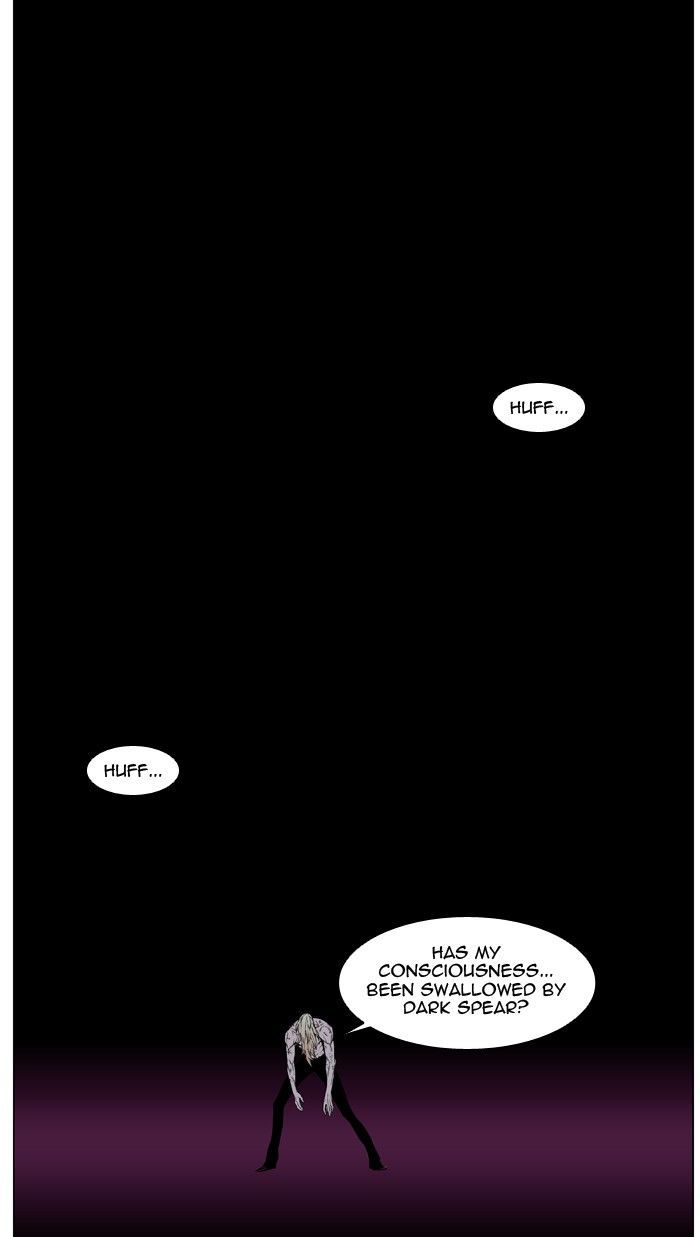 HUFF...
HUFF...
HAS MY
CONSCIOUSNESS...
BEEN SWALLOWED BY
DARK SPEAR?